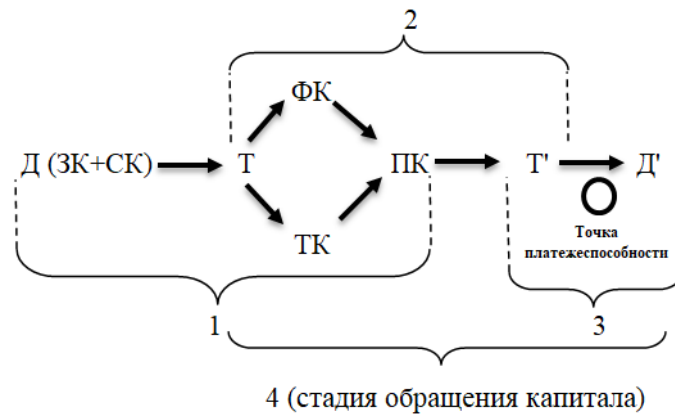 2
ФК
Д (ЗК+СК) Т ПК Т' Д'
ТК
Точка
платежеспособности
1 3
4 (стадия обращения капитала)